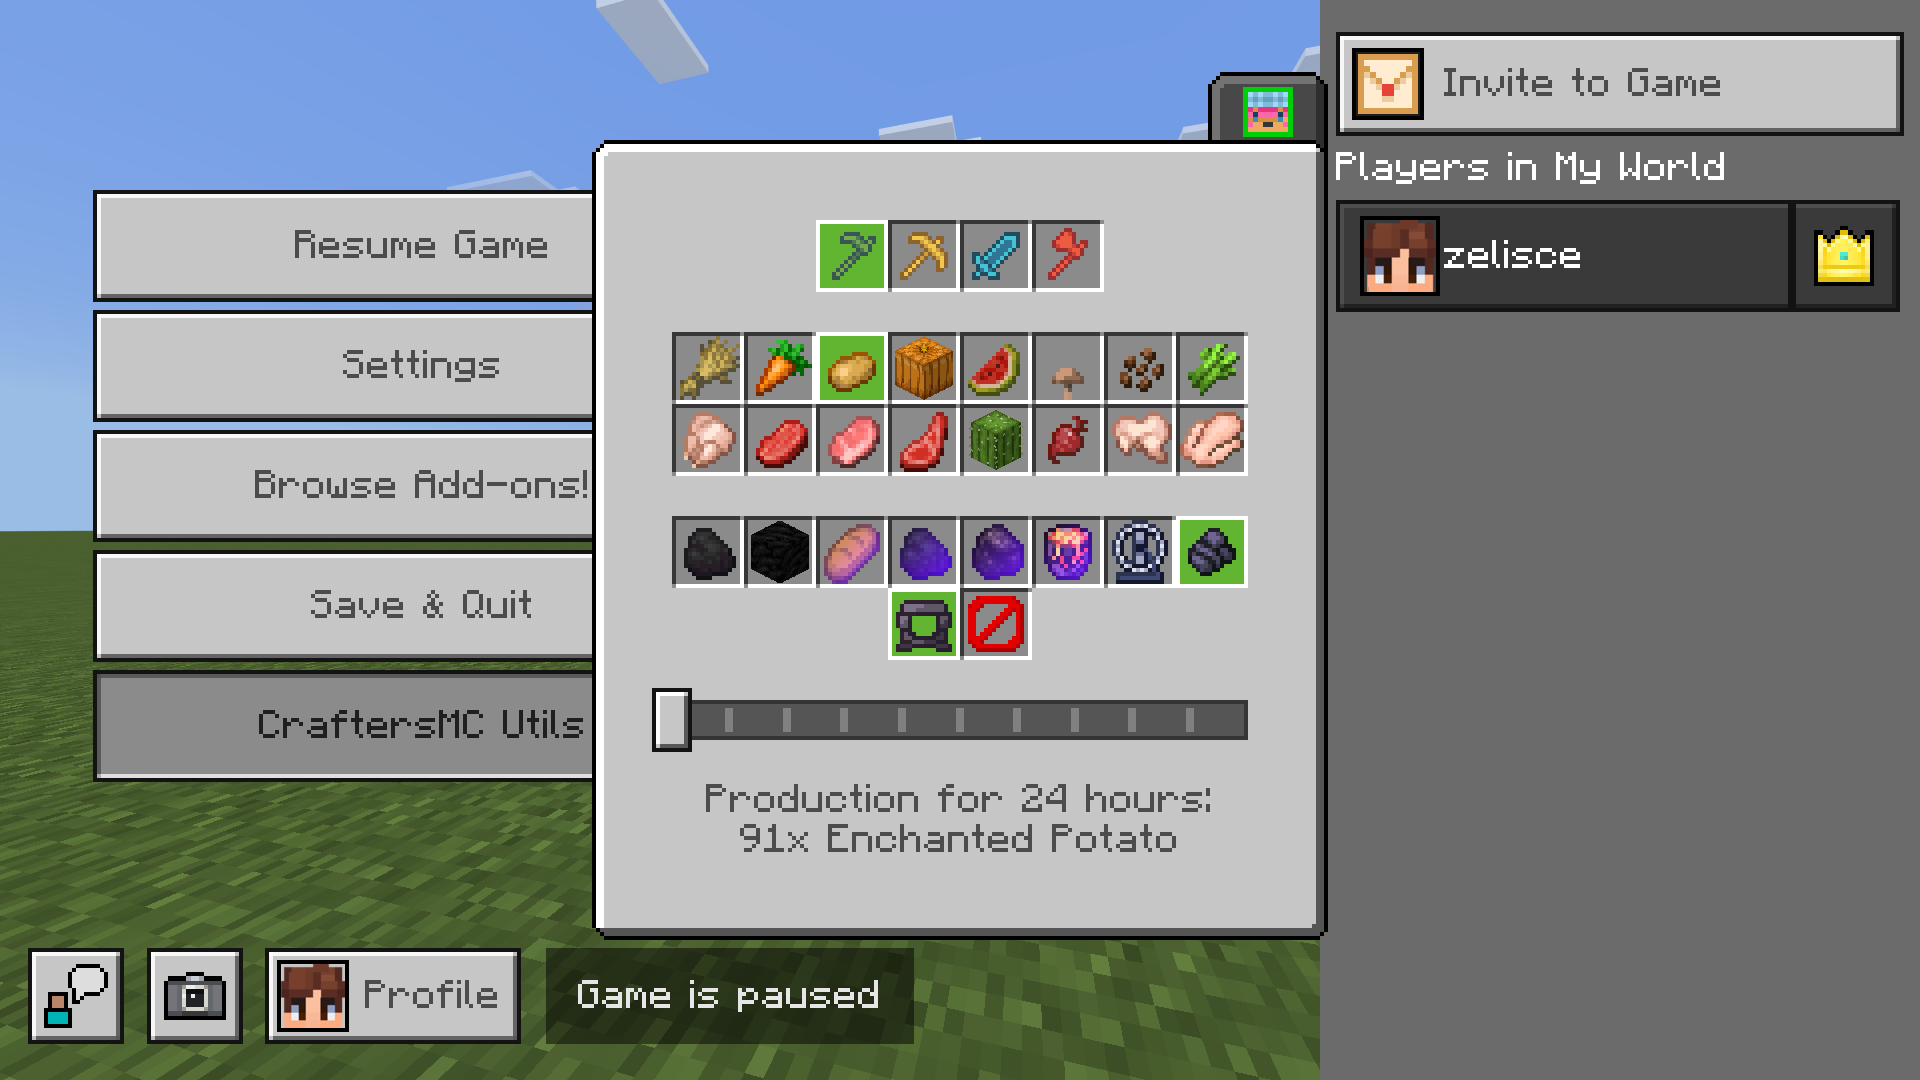 Resume Game
Settings
Browse Add-ons!
Save & Quit
CraftersMC Utils
Production for 24 hours:
91x Enchanted Potato
Profile
Game is paused
Invite to Game
Players in My World
zelisce